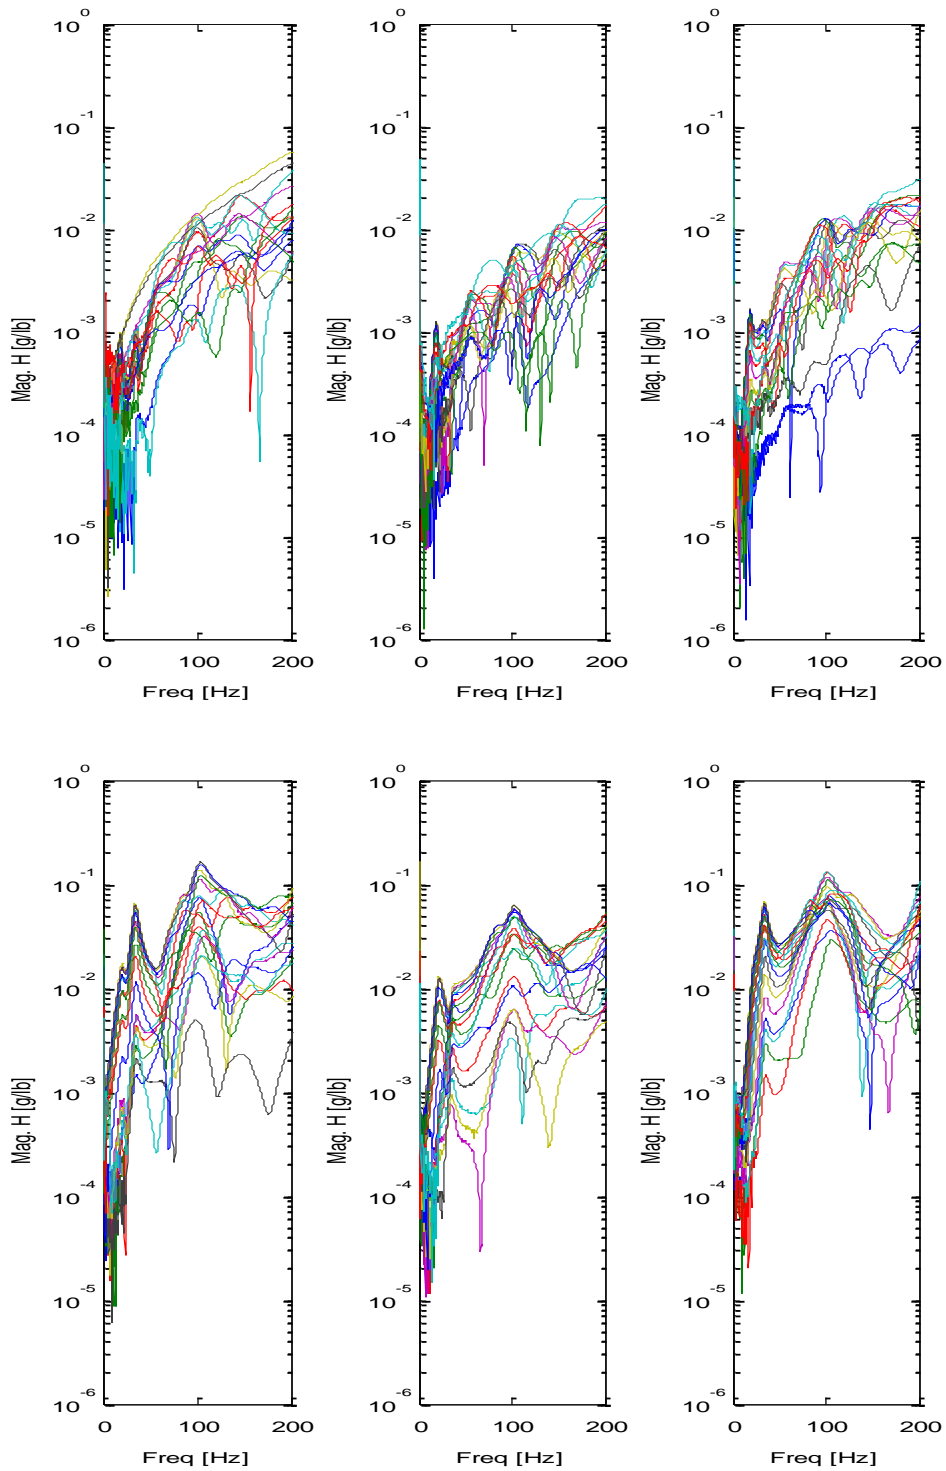 10^0 10^0 10^0
10^-1 10^-1 10^-1
10^-2 10^-2 10^-2
10^-3 10^-3 10^-3
10^-4 10^-4 10^-4
10^-5 10^-5 10^-5
10^-6 10^-6 10^-6
Mag. H [g/lb] Mag. H [g/lb] Mag. H [g/lb]
0 100 200 0 100 200 0 100 200
Freq [Hz] Freq [Hz] Freq [Hz]
10^0 10^0 10^0
10^-1 10^-1 10^-1
10^-2 10^-2 10^-2
10^-3 10^-3 10^-3
10^-4 10^-4 10^-4
10^-5 10^-5 10^-5
10^-6 10^-6 10^-6
Mag. H [g/lb] Mag. H [g/lb] Mag. H [g/lb]
0 100 200 0 100 200 0 100 200
Freq [Hz] Freq [Hz] Freq [Hz]